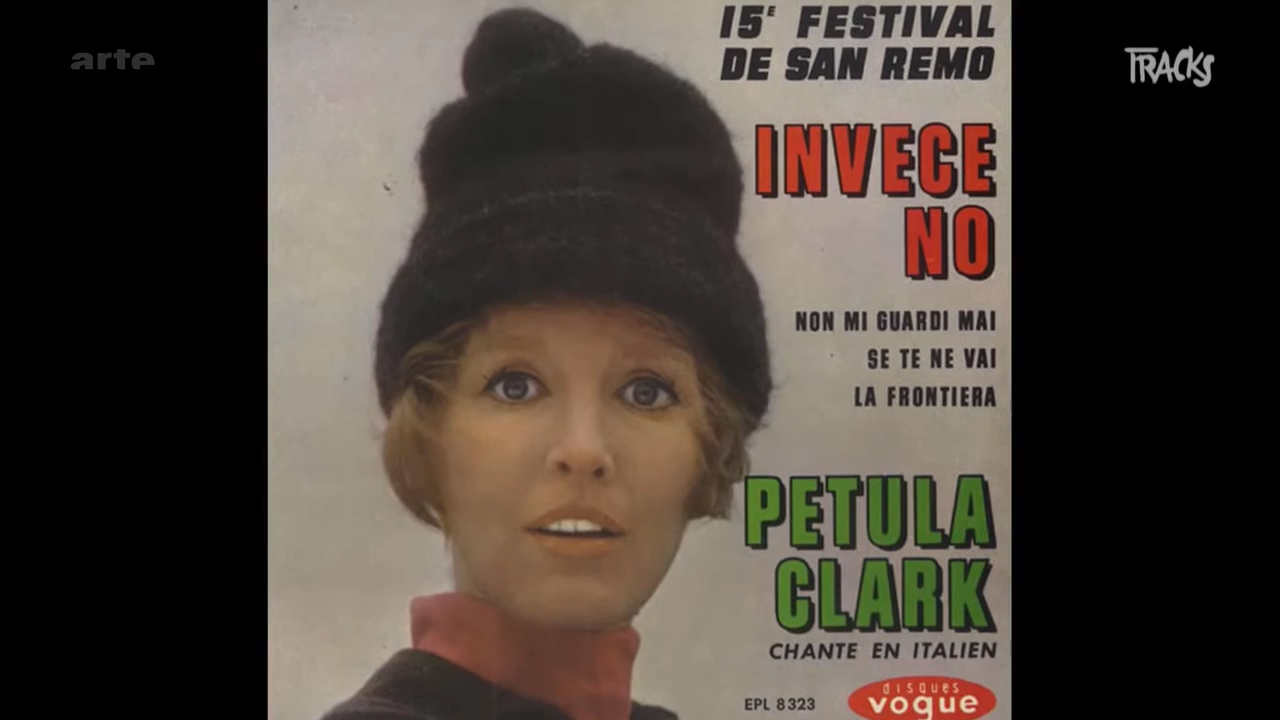 arte
TRACKS
15E FESTIVAL
DE SAN REMO
INVECE
NO
NON MI GUARDI MAI
SE TE NE VAI
LA FRONTIERA
PETULA
CLARK
CHANTE EN ITALIEN
EPL 8323
disques
vogue